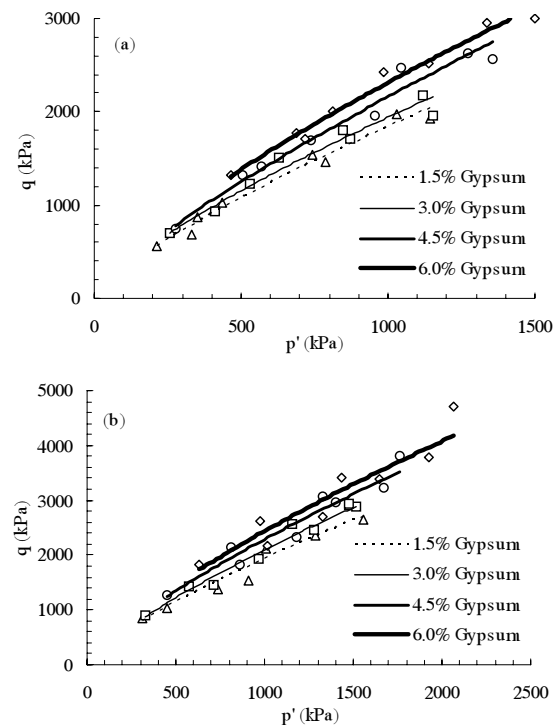 3000
(a)
2000
q (kPa)
1.5% Gypsum
3.0% Gypsum
1000
4.5% Gypsum
6.0% Gypsum
0
0 500 1000 1500
p' (kPa)
5000
(b)
4000
3000
q (kPa)
1.5% Gypsum
2000
3.0% Gypsum
4.5% Gypsum
1000
6.0% Gypsum
0
0 500 1000 1500 2000 2500
p' (kPa)